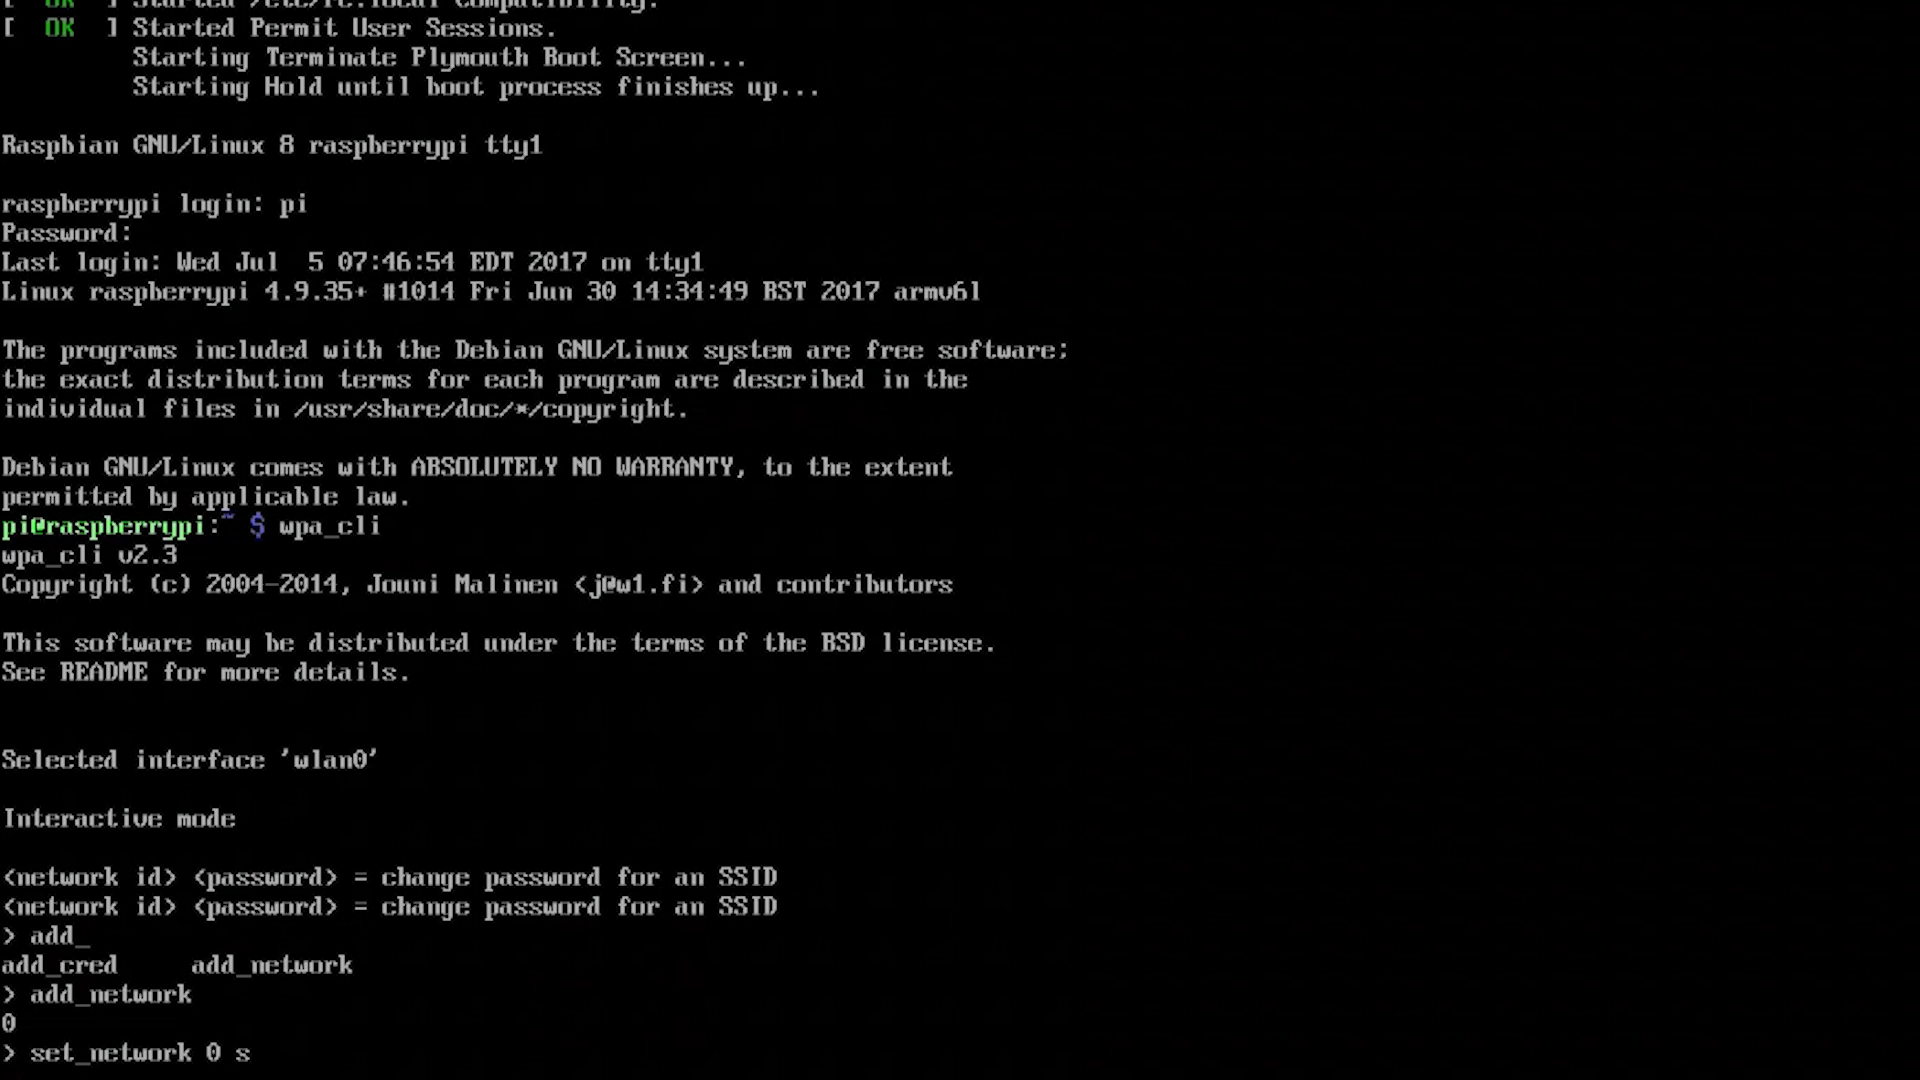 [  OK  ] Started /etc/rc.local Compatibility.
[  OK  ] Started Permit User Sessions.
         Starting Terminate Plymouth Boot Screen...
         Starting Hold until boot process finishes up...

Raspbian GNU/Linux 8 raspberrypi tty1

raspberrypi login: pi
Password:
Last login: Wed Jul  5 07:46:54 EDT 2017 on tty1
Linux raspberrypi 4.9.35+ #1014 Fri Jun 30 14:34:49 BST 2017 armv6l

The programs included with the Debian GNU/Linux system are free software;
the exact distribution terms for each program are described in the
individual files in /usr/share/doc/*/copyright.

Debian GNU/Linux comes with ABSOLUTELY NO WARRANTY, to the extent
permitted by applicable law.
pi@raspberrypi:~ $ wpa_cli
wpa_cli v2.3
Copyright (c) 2004-2014, Jouni Malinen <j@w1.fi> and contributors

This software may be distributed under the terms of the BSD license.
See README for more details.


Selected interface 'wlan0'

Interactive mode

<network id> <password> = change password for an SSID
<network id> <password> = change password for an SSID
> add_
add_cred     add_network
> add_network
0
> set_network 0 s